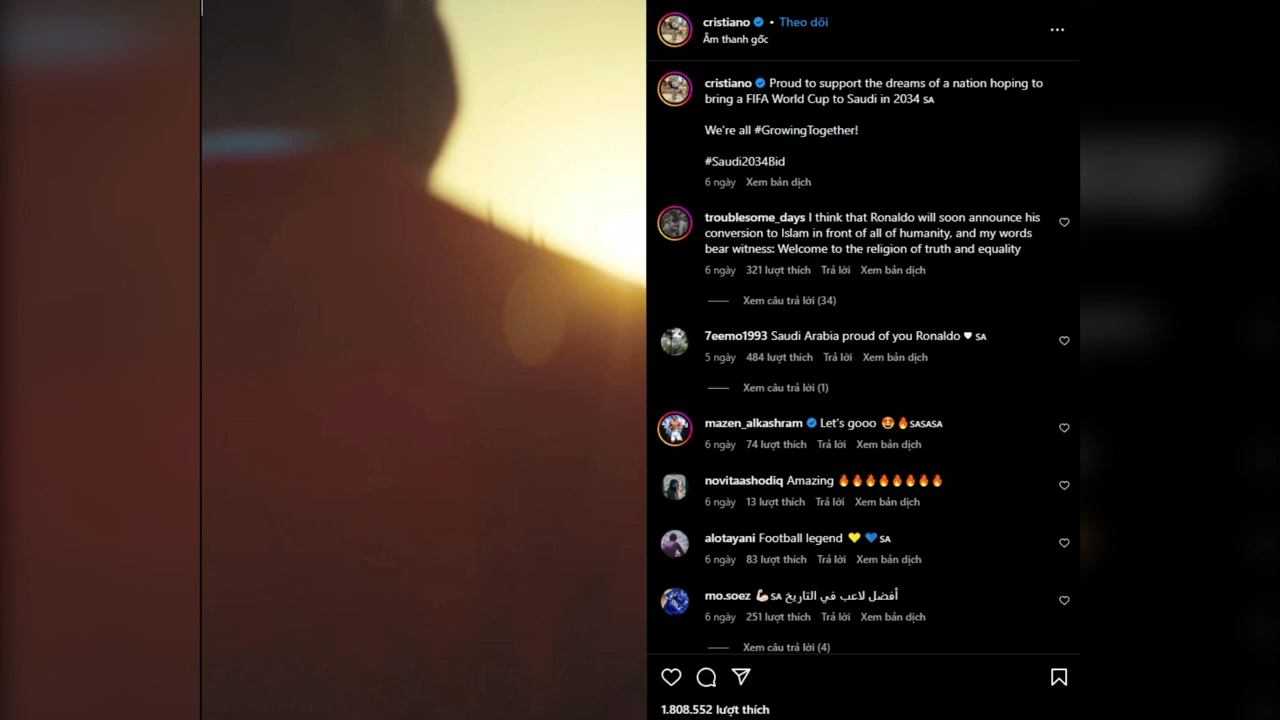 cristiano • Theo dõi
Âm thanh gốc
cristiano Proud to support the dreams of a nation hoping to
bring a FIFA World Cup to Saudi in 2034 SA
We're all #GrowingTogether!
#Saudi2034Bid
6 ngày Xem bản dịch
troublesome_days I think that Ronaldo will soon announce his
conversion to Islam in front of all of humanity, and my words
bear witness: Welcome to the religion of truth and equality
6 ngày 321 lượt thích Trả lời Xem bản dịch
Xem câu trả lời (34)
7eemo1993 Saudi Arabia proud of you Ronaldo 🤍 SA
5 ngày 484 lượt thích Trả lời Xem bản dịch
Xem câu trả lời (1)
mazen_alkashram Let's gooo 😍🔥SASASA
6 ngày 74 lượt thích Trả lời Xem bản dịch
novitaashodiq Amazing 🔥🔥🔥🔥🔥🔥🔥🔥
6 ngày 13 lượt thích Trả lời Xem bản dịch
alotayani Football legend 💛 💙 SA
6 ngày 83 lượt thích Trả lời Xem bản dịch
mo.soez 💪🏻 SA أفضل لاعب في التاريخ
6 ngày 251 lượt thích Trả lời Xem bản dịch
Xem câu trả lời (4)
1.808.552 lượt thích